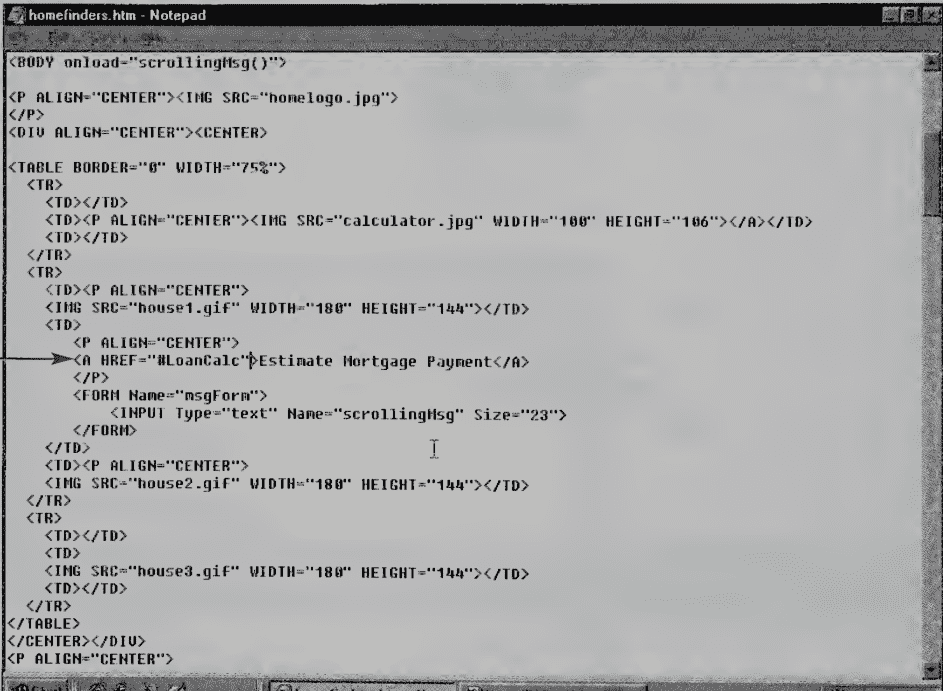 homefinders.htm - Notepad
<BODY onload="scrollingMsg()">
<P ALIGN="CENTER"><IMG SRC="homelogo.jpg">
</P>
<DIV ALIGN="CENTER"><CENTER>
<TABLE BORDER="0" WIDTH="75%">
<TR>
<TD></TD>
<TD><P ALIGN="CENTER"><IMG SRC="calculator.jpg" WIDTH="100" HEIGHT="106"></A></TD>
<TD></TD>
</TR>
<TR>
<TD><P ALIGN="CENTER">
<IMG SRC="house1.gif" WIDTH="180" HEIGHT="144"></TD>
<TD>
<P ALIGN="CENTER">
<A HREF="#LoanCalc">Estimate Mortgage Payment</A>
</P>
<FORM Name="msgForm">
<INPUT Type="text" Name="scrollingMsg" Size="23">
</FORM>
</TD>
<TD><P ALIGN="CENTER">
<IMG SRC="house2.gif" WIDTH="180" HEIGHT="144"></TD>
</TR>
<TR>
<TD></TD>
<TD>
<IMG SRC="house3.gif" WIDTH="180" HEIGHT="144"></TD>
<TD></TD>
</TR>
</TABLE>
</CENTER></DIV>
<P ALIGN="CENTER">